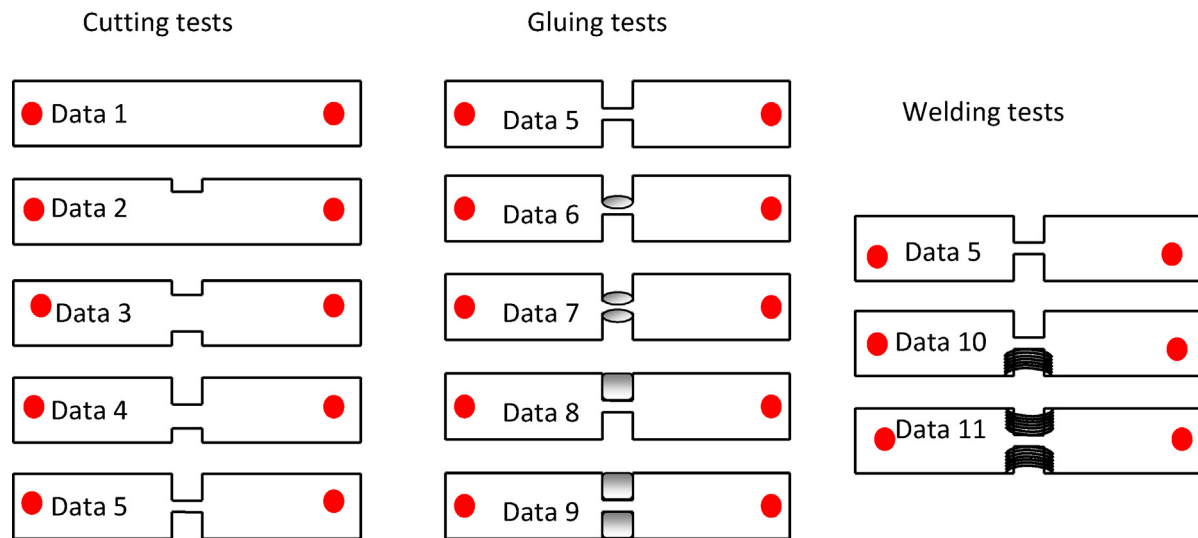 Cutting tests
Data 1
Data 2
Data 3
Data 4
Data 5
Gluing tests
Data 5
Data 6
Data 7
Data 8
Data 9
Welding tests
Data 5
Data 10
Data 11